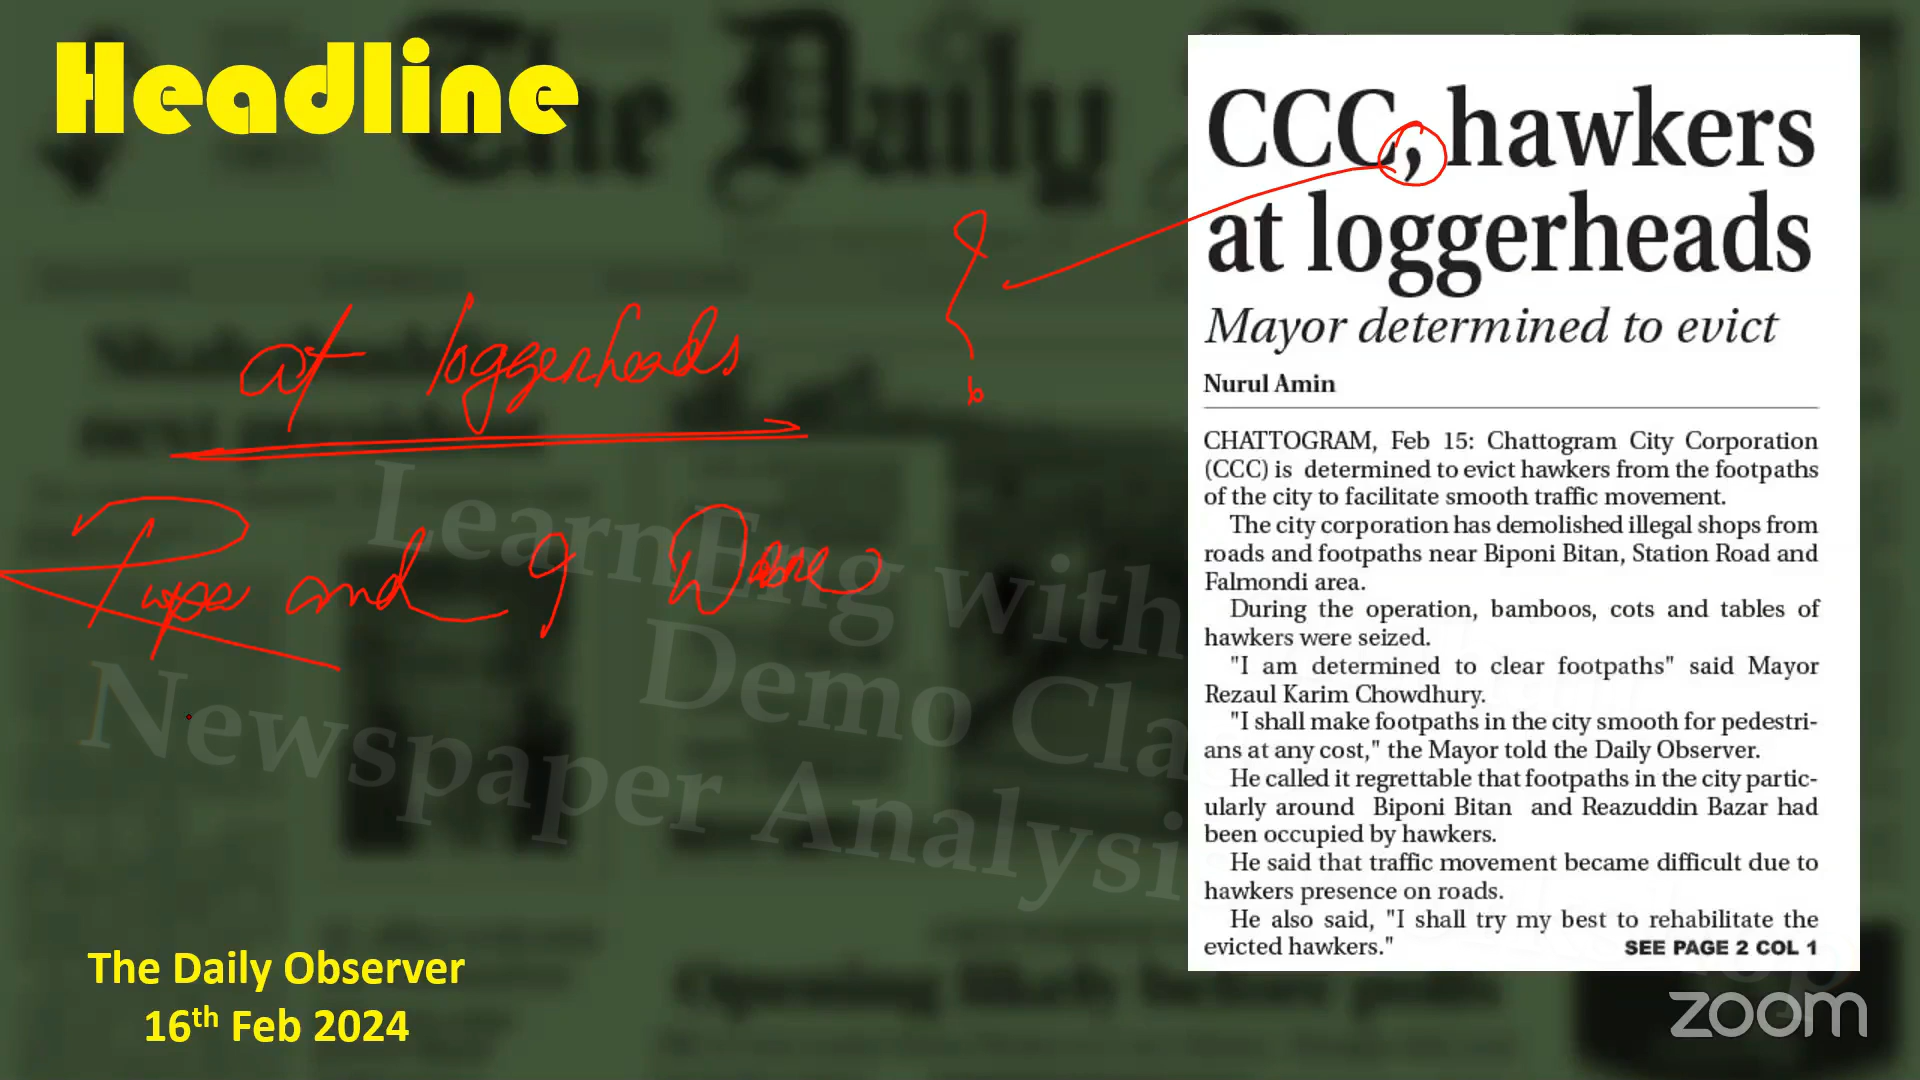 Headline
The Daily
at loggerheads
and
LearnEng with
Demo Cla
Newspaper Analysi
The Daily Observer
16th Feb 2024
CCC, hawkers
at loggerheads
Mayor determined to evict
Nurul Amin
CHATTOGRAM, Feb 15: Chattogram City Corporation
(CCC) is determined to evict hawkers from the footpaths
of the city to facilitate smooth traffic movement.
The city corporation has demolished illegal shops from
roads and footpaths near Biponi Bitan, Station Road and
Falmondi area.
During the operation, bamboos, cots and tables of
hawkers were seized.
"I am determined to clear footpaths" said Mayor
Rezaul Karim Chowdhury.
"I shall make footpaths in the city smooth for pedestri-
ans at any cost," the Mayor told the Daily Observer.
He called it regrettable that footpaths in the city partic-
ularly around Biponi Bitan and Reazuddin Bazar had
been occupied by hawkers.
He said that traffic movement became difficult due to
hawkers presence on roads.
He also said, "I shall try my best to rehabilitate the
evicted hawkers." SEE PAGE 2 COL 1
zoom